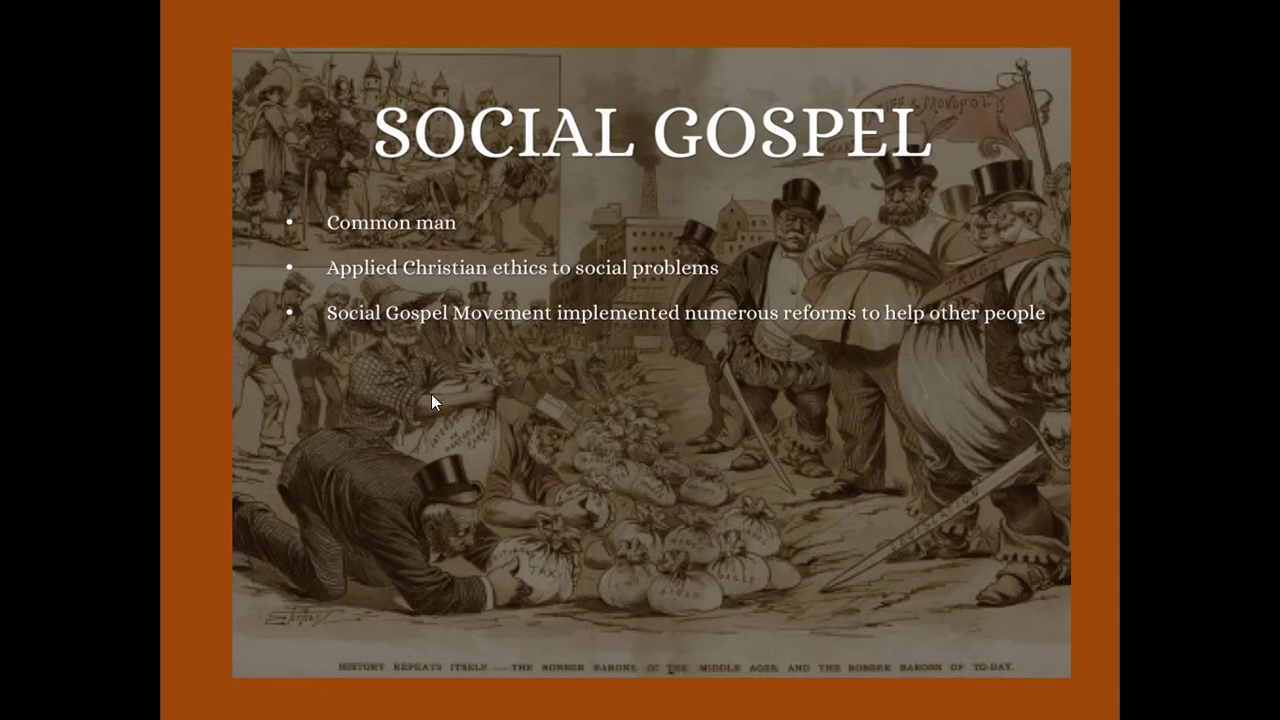 SOCIAL GOSPEL
• Common man
• Applied Christian ethics to social problems
• Social Gospel Movement implemented numerous reforms to help other people
HISTORY REPEATS ITSELF — THE ROBBER BARONS OF THE MIDDLE AGES, AND THE ROBBER BARONS OF TO-DAY.